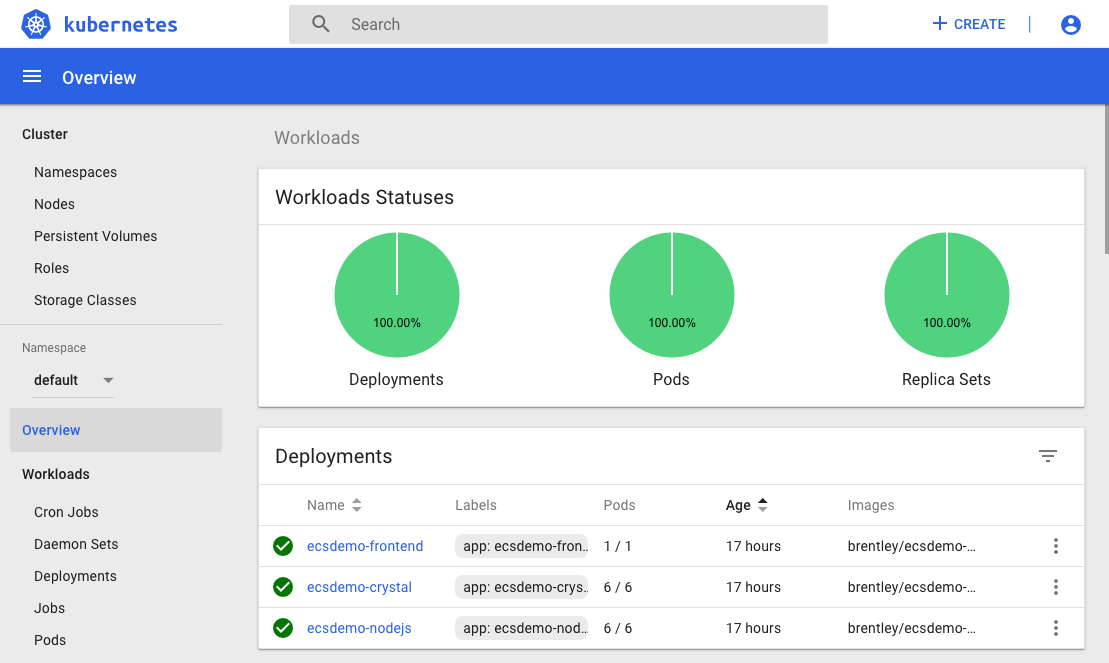 kubernetes
Search
CREATE
Overview
Cluster
Namespaces
Nodes
Persistent Volumes
Roles
Storage Classes
Namespace
default
Overview
Workloads
Cron Jobs
Daemon Sets
Deployments
Jobs
Pods
Workloads
Workloads Statuses
100.00% 100.00% 100.00%
Deployments Pods Replica Sets
Deployments
Name Labels Pods Age Images
ecsdemo-frontend app: ecsdemo-fron... 1 / 1 17 hours brentley/ecsdemo-...
ecsdemo-crystal app: ecsdemo-crys... 6 / 6 17 hours brentley/ecsdemo-...
ecsdemo-nodejs app: ecsdemo-nod... 6 / 6 17 hours brentley/ecsdemo-...